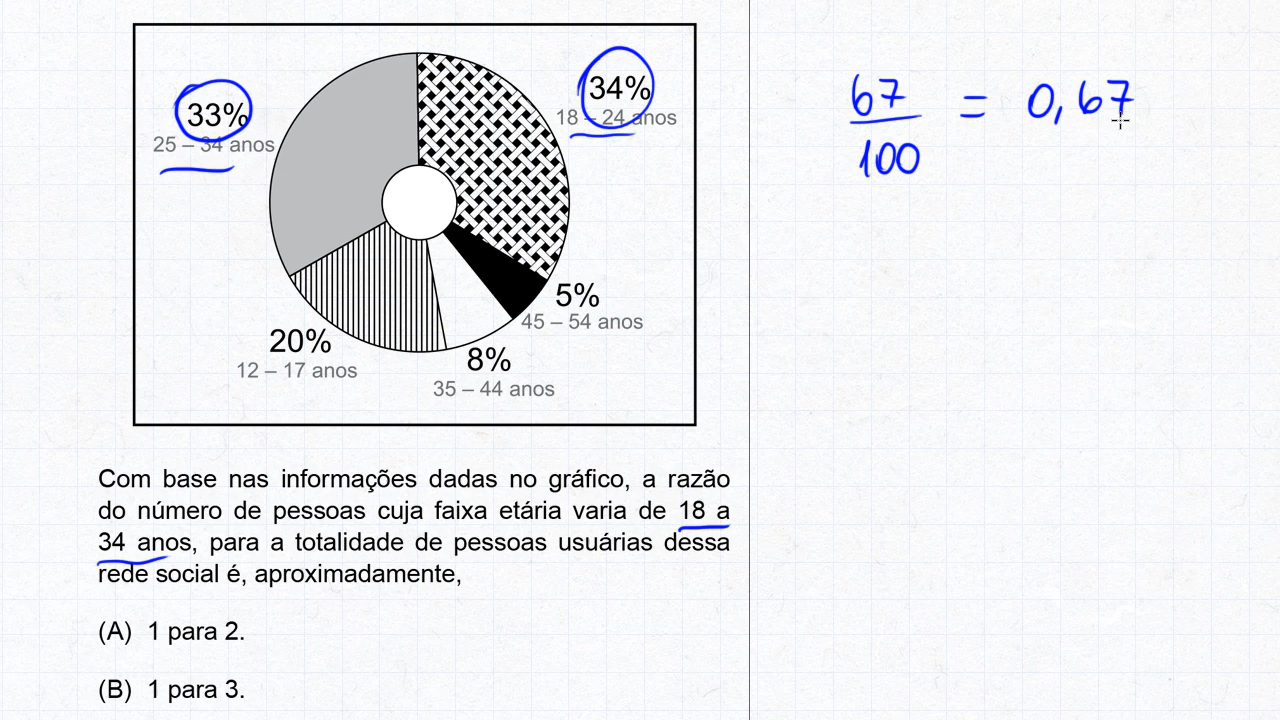 33%
25 – 34 anos
34%
18 – 24 anos
5%
45 – 54 anos
20%
12 – 17 anos
8%
35 – 44 anos
67
100
= 0,67
Com base nas informações dadas no gráfico, a razão
do número de pessoas cuja faixa etária varia de 18 a
34 anos, para a totalidade de pessoas usuárias dessa
rede social é, aproximadamente,
(A) 1 para 2.
(B) 1 para 3.